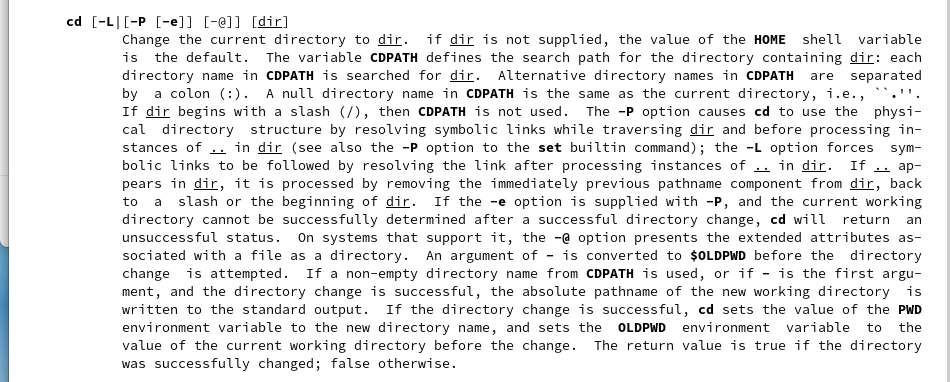 cd [-L|[-P [-e]] [-@]] [dir]
Change the current directory to dir.  if dir is not supplied, the value of the HOME  shell  variable
is  the default.  The variable CDPATH defines the search path for the directory containing dir: each
directory name in CDPATH is searched for dir.  Alternative directory names in CDPATH  are  separated
by  a colon (:).  A null directory name in CDPATH is the same as the current directory, i.e., ``.''.
If dir begins with a slash (/), then CDPATH is not used.  The -P option causes cd to use the  physi-
cal  directory  structure by resolving symbolic links while traversing dir and before processing in-
stances of .. in dir (see also the -P option to the set builtin command); the -L option forces  sym-
bolic links to be followed by resolving the link after processing instances of .. in dir.  If .. ap-
pears in dir, it is processed by removing the immediately previous pathname component from dir, back
to  a  slash or the beginning of dir.  If the -e option is supplied with -P, and the current working
directory cannot be successfully determined after a successful directory change, cd will  return  an
unsuccessful status.  On systems that support it, the -@ option presents the extended attributes as-
sociated with a file as a directory.  An argument of - is converted to $OLDPWD before the  directory
change  is attempted.  If a non-empty directory name from CDPATH is used, or if - is the first argu-
ment, and the directory change is successful, the absolute pathname of the new working directory  is
written to the standard output.  If the directory change is successful, cd sets the value of the PWD
environment variable to the new directory name, and sets the  OLDPWD  environment  variable  to  the
value of the current working directory before the change.  The return value is true if the directory
was successfully changed; false otherwise.